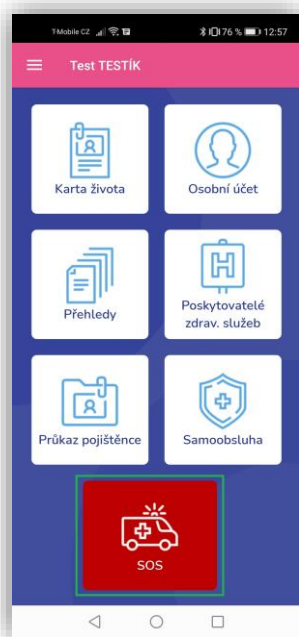 T-Mobile CZ 76 % 12:57
Test TESTÍK
Karta života
Osobní účet
Přehledy
Poskytovatelé
zdrav. služeb
Průkaz pojištěnce
Samoobsluha
SOS